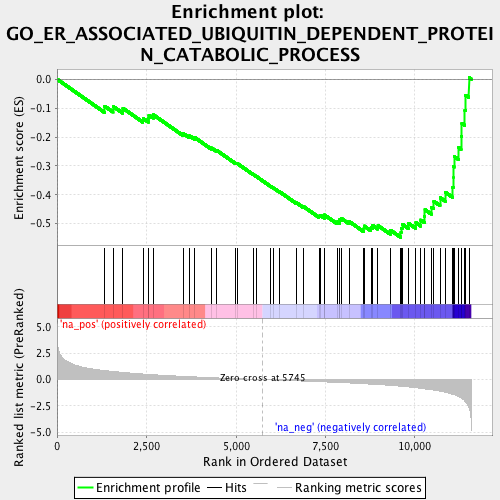 Enrichment plot:
GO_ER_ASSOCIATED_UBIQUITIN_DEPENDENT_PROTEI
N_CATABOLIC_PROCESS
Enrichment score (ES)
0.0
-0.1
-0.2
-0.3
-0.4
-0.5
'na_pos' (positively correlated)
Ranked list metric (PreRanked)
5.0
2.5
0.0
-2.5
-5.0
Zero cross at 5745
'na_neg' (negatively correlated)
0
2,500
5,000
7,500
10,000
Rank in Ordered Dataset
Enrichment profile
Hits
Ranking metric scores